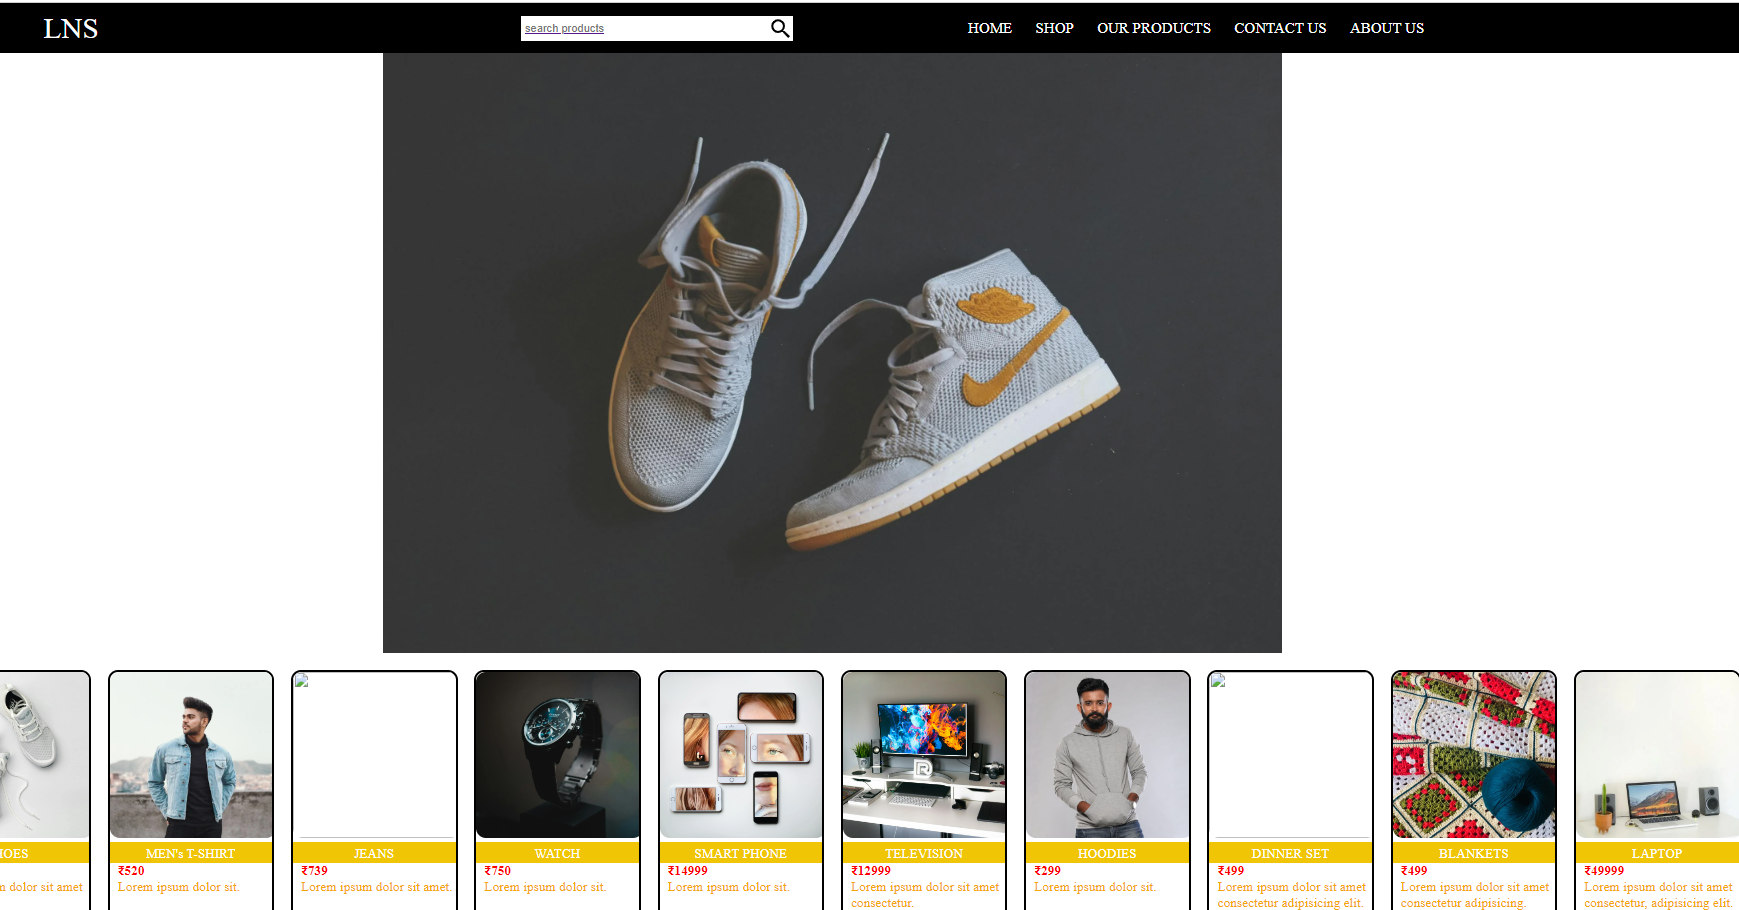 LNS
search products
HOME SHOP OUR PRODUCTS CONTACT US ABOUT US
HOES
dolor sit amet
MEN's T-SHIRT
₹520
Lorem ipsum dolor sit.
JEANS
₹739
Lorem ipsum dolor sit amet.
WATCH
₹750
Lorem ipsum dolor sit.
SMART PHONE
₹14999
Lorem ipsum dolor sit.
TELEVISION
₹12999
Lorem ipsum dolor sit amet
consectetur.
HOODIES
₹299
Lorem ipsum dolor sit.
DINNER SET
₹499
Lorem ipsum dolor sit amet
consectetur adipisicing elit.
BLANKETS
₹499
Lorem ipsum dolor sit amet
consectetur adipisicing.
LAPTOP
₹49999
Lorem ipsum dolor sit amet
consectetur, adipisicing elit.